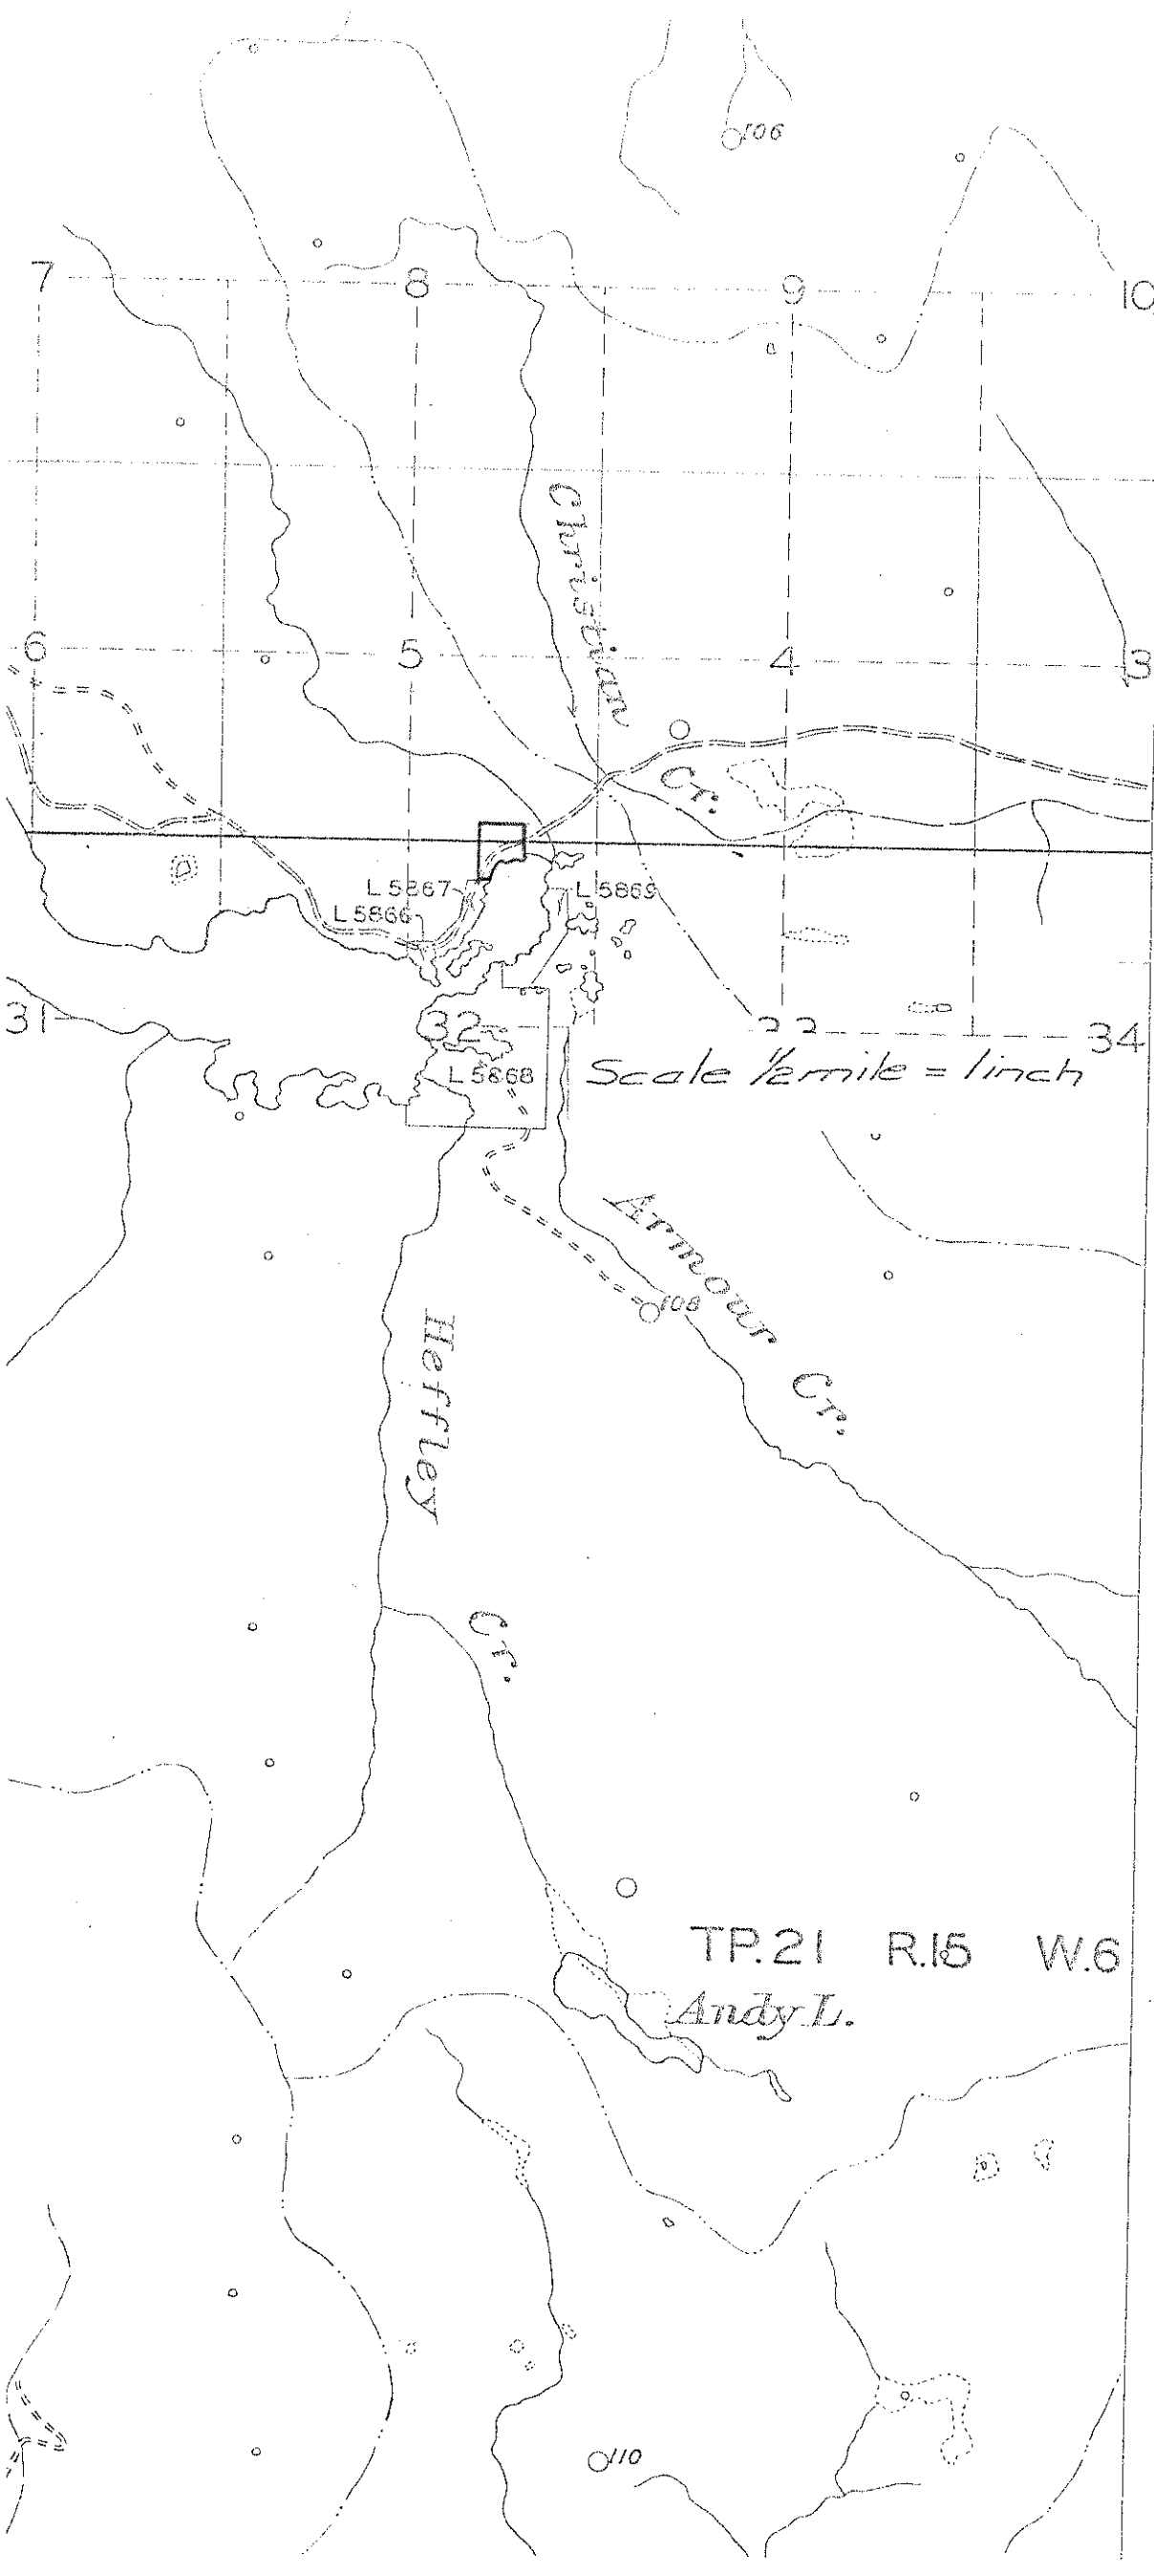 106
7 8 9 10
Christian
6 5 4 3
Cr.
L 5867
L 5869
L 5866
31 32 34
L 5868
Scale 1/2 mile = 1 inch
Armour
108
Heffley
Cr.
Cr.
TP. 21 R. 15 W. 6
Andy L.
110